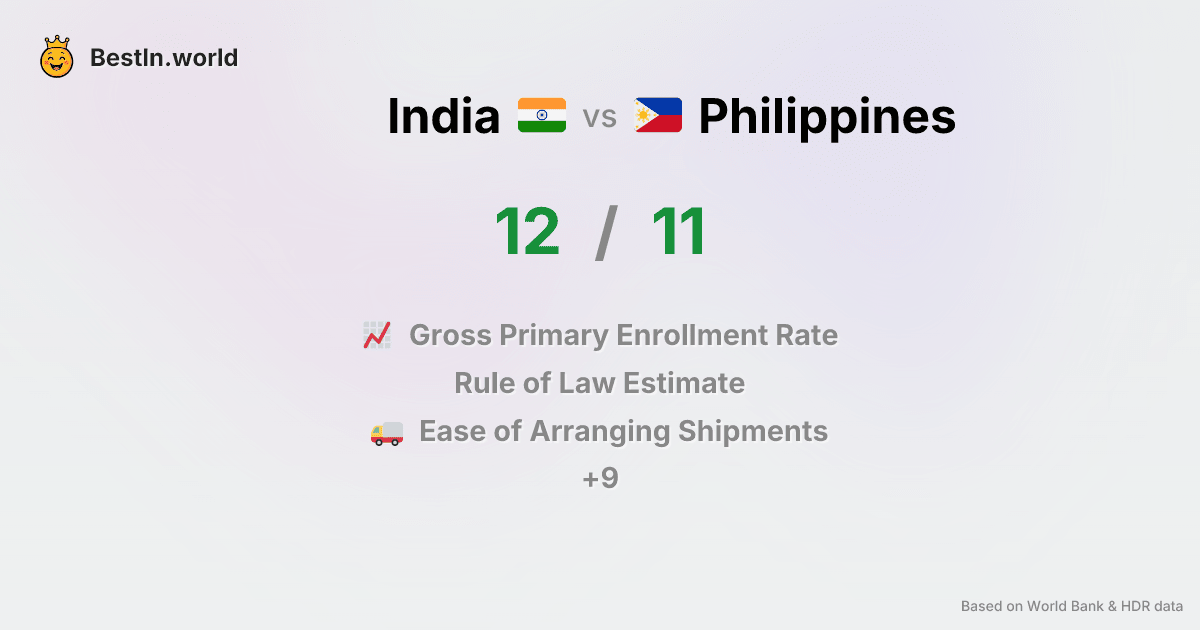 BestIn.world
India vs Philippines
12 / 11
Gross Primary Enrollment Rate
Rule of Law Estimate
Ease of Arranging Shipments
+9
Based on World Bank & HDR data